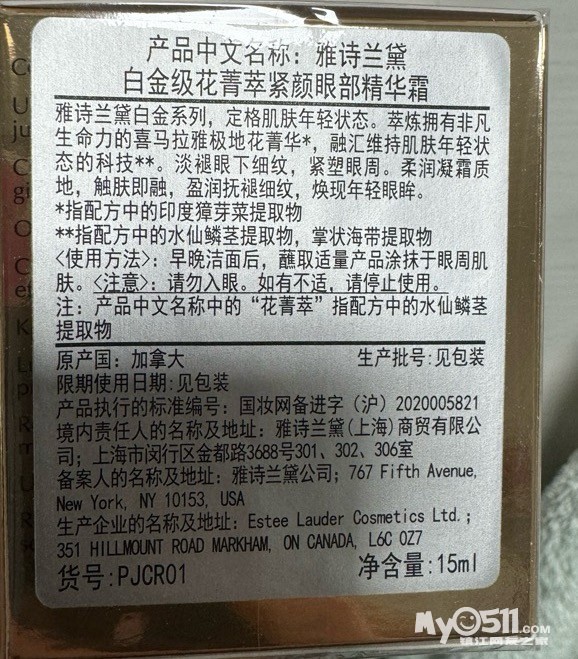 产品中文名称：雅诗兰黛
白金级花菁萃紧颜眼部精华霜
雅诗兰黛白金系列，定格肌肤年轻状态。萃炼拥有非凡
生命力的喜马拉雅极地花菁华*，融汇维持肌肤年轻状
态的科技**。淡褪眼下细纹，紧塑眼周。柔润凝霜质
地，触肤即融，盈润抚褪细纹，焕现年轻眼眸。
*指配方中的印度獐芽菜提取物
**指配方中的水仙鳞茎提取物，掌状海带提取物
<使用方法>：早晚洁面后，蘸取适量产品涂抹于眼周肌
肤。<注意>：请勿入眼。如有不适，请停止使用。
注：产品中文名称中的“花菁萃”指配方中的水仙鳞茎
提取物
原产国：加拿大 生产批号：见包装
限期使用日期:见包装
产品执行的标准编号：国妆网备进字（沪）2020005821
境内责任人的名称及地址：雅诗兰黛(上海)商贸有限公
司；上海市闵行区金都路3688号301、302、306室
备案人的名称及地址：雅诗兰黛公司；767 Fifth Avenue,
New York, NY 10153, USA
生产企业的名称及地址：Estee Lauder Cosmetics Ltd.；
351 HILLMOUNT ROAD MARKHAM, ON CANADA, L6C 0Z7
货号：PJCR01 净含量：15ml
My0511.com
镇江网友之家